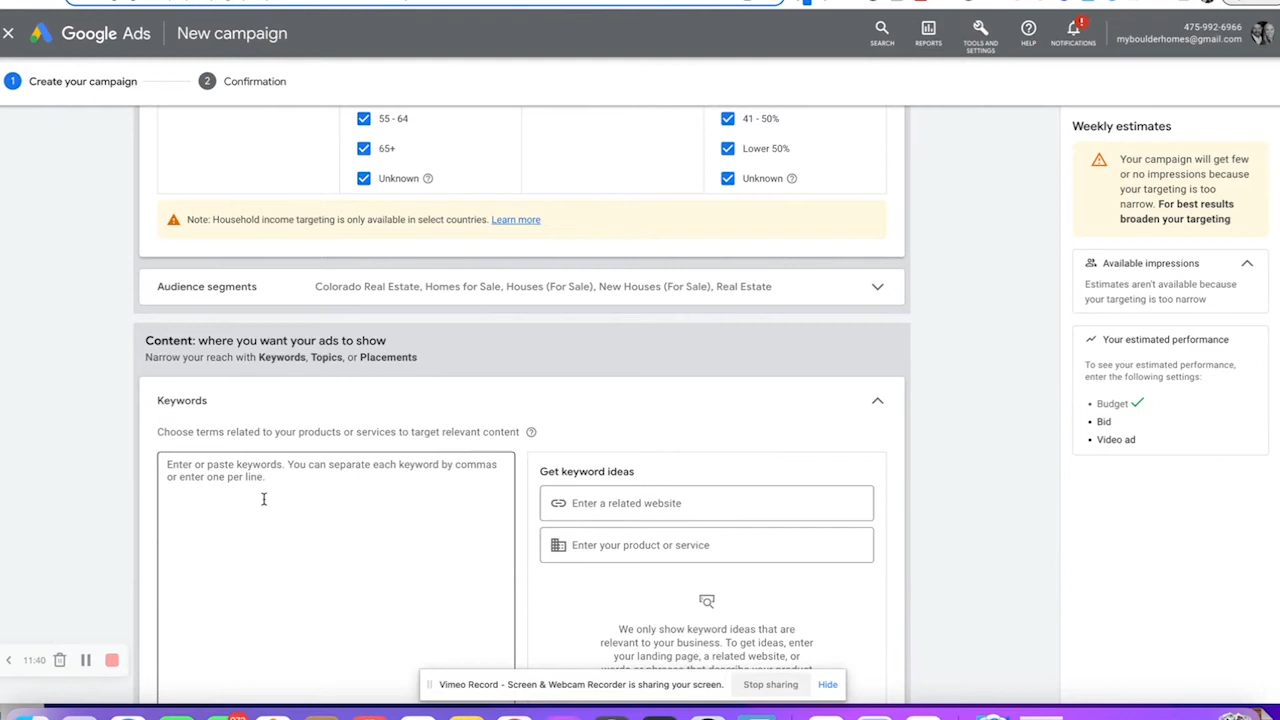 Google Ads
New campaign
SEARCH
REPORTS
TOOLS AND
SETTINGS
HELP
!
NOTIFICATIONS
475-992-6966
myboulderhomes@gmail.com
1
Create your campaign
2
Confirmation
55 - 64
41 - 50%
65+
Lower 50%
Unknown
Unknown
Note: Household income targeting is only available in select countries. Learn more
Audience segments
Colorado Real Estate, Homes for Sale, Houses (For Sale), New Houses (For Sale), Real Estate
Content: where you want your ads to show
Narrow your reach with Keywords, Topics, or Placements
Keywords
Choose terms related to your products or services to target relevant content
Enter or paste keywords. You can separate each keyword by commas
or enter one per line.
Get keyword ideas
Enter a related website
Enter your product or service
We only show keyword ideas that are
relevant to your business. To get ideas, enter
your landing page, a related website, or
Weekly estimates
Your campaign will get few
or no impressions because
your targeting is too
narrow. For best results
broaden your targeting
Available impressions
Estimates aren't available because
your targeting is too narrow
Your estimated performance
To see your estimated performance,
enter the following settings:
• Budget
• Bid
• Video ad
11:40
Vimeo Record - Screen & Webcam Recorder is sharing your screen.
Stop sharing
Hide